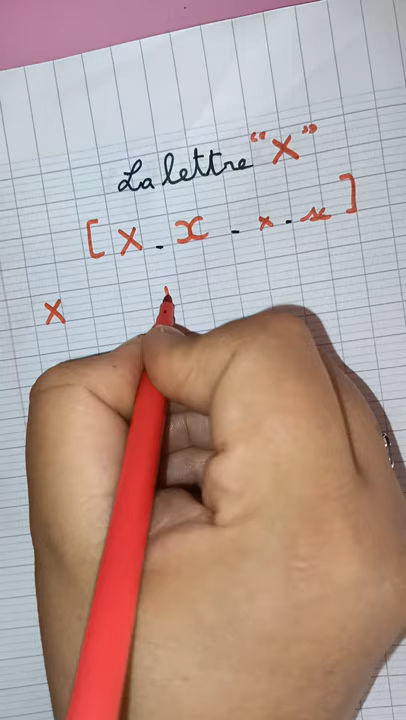 La lettre "X"
[ X . x - x . x ]
X